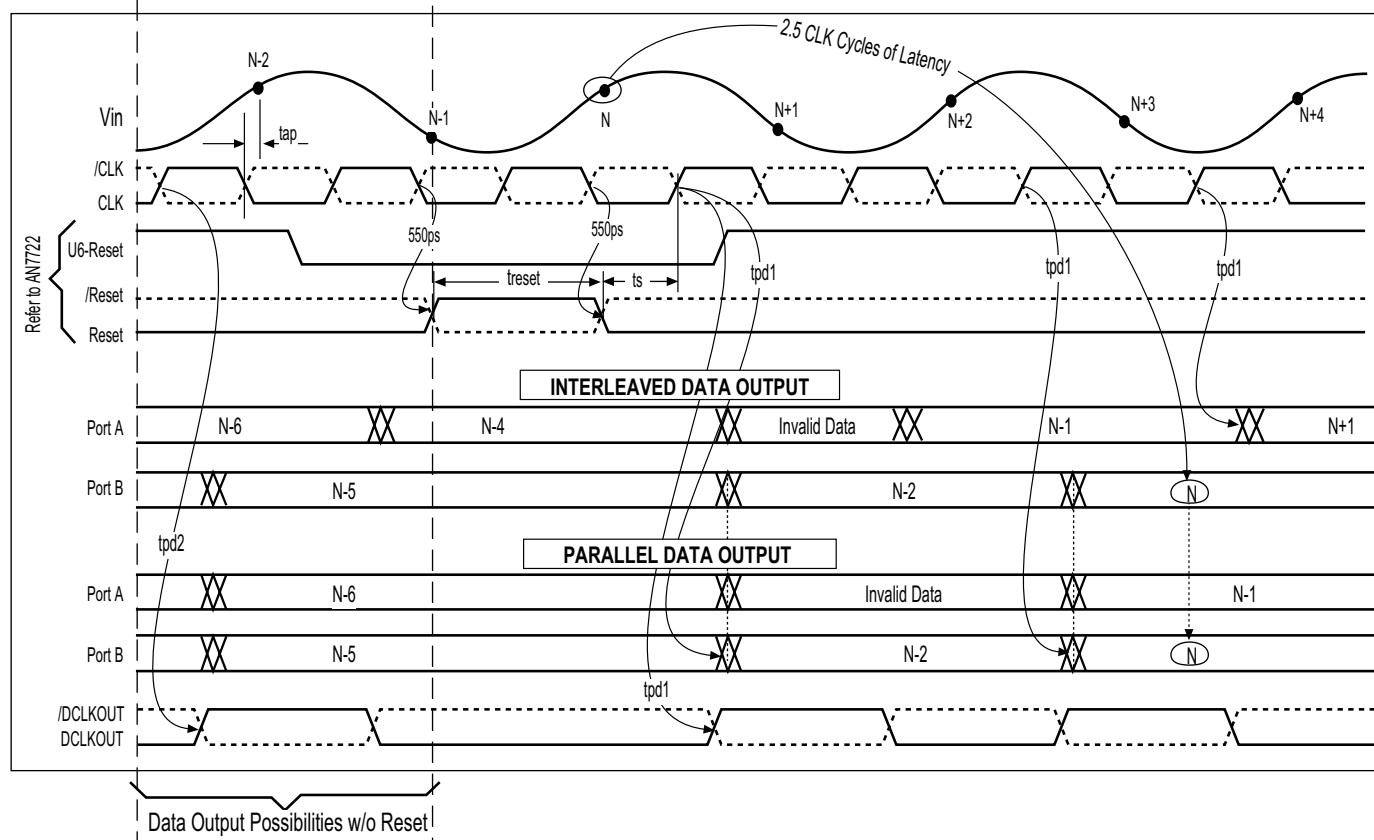 2.5 CLK Cycles of Latency
N-2
N-1
N
N+1
N+2
N+3
N+4
Vin
tap
/CLK
CLK
Refer to AN7722
U6-Reset
550ps
550ps
treset
ts
tpd1
tpd1
tpd1
/Reset
Reset
INTERLEAVED DATA OUTPUT
Port A
N-6
N-4
Invalid Data
N-1
N+1
Port B
N-5
N-2
N
tpd2
PARALLEL DATA OUTPUT
Port A
N-6
Invalid Data
N-1
Port B
N-5
N-2
N
tpd1
/DCLKOUT
DCLKOUT
Data Output Possibilities w/o Reset